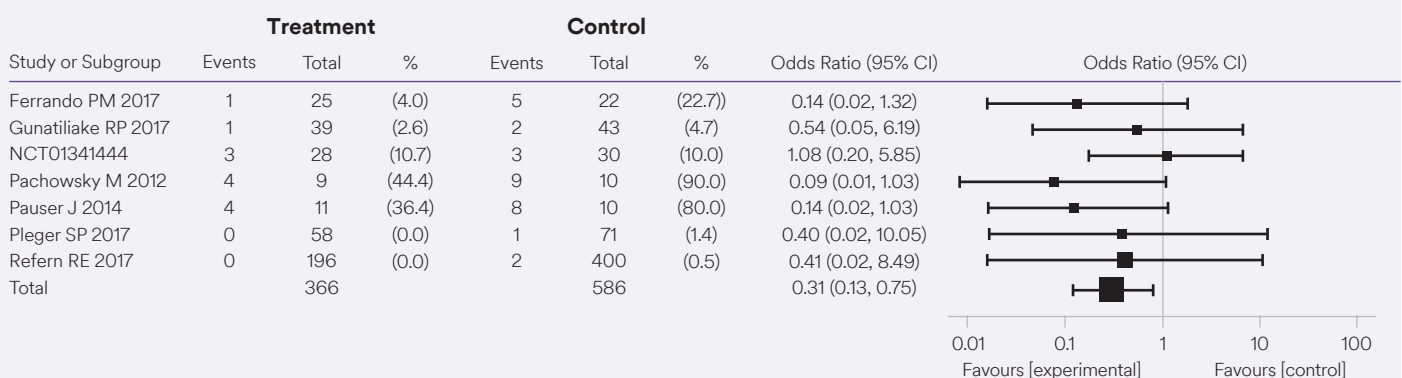 Treatment Control
Study or Subgroup Events Total % Events Total % Odds Ratio (95% CI) Odds Ratio (95% CI)
Ferrando PM 2017 1 25 (4.0) 5 22 (22.7)) 0.14 (0.02, 1.32)
Gunatiliake RP 2017 1 39 (2.6) 2 43 (4.7) 0.54 (0.05, 6.19)
NCT01341444 3 28 (10.7) 3 30 (10.0) 1.08 (0.20, 5.85)
Pachowsky M 2012 4 9 (44.4) 9 10 (90.0) 0.09 (0.01, 1.03)
Pauser J 2014 4 11 (36.4) 8 10 (80.0) 0.14 (0.02, 1.03)
Pleger SP 2017 0 58 (0.0) 1 71 (1.4) 0.40 (0.02, 10.05)
Refern RE 2017 0 196 (0.0) 2 400 (0.5) 0.41 (0.02, 8.49)
Total 366 586 0.31 (0.13, 0.75)
0.01 0.1 1 10 100
Favours [experimental] Favours [control]